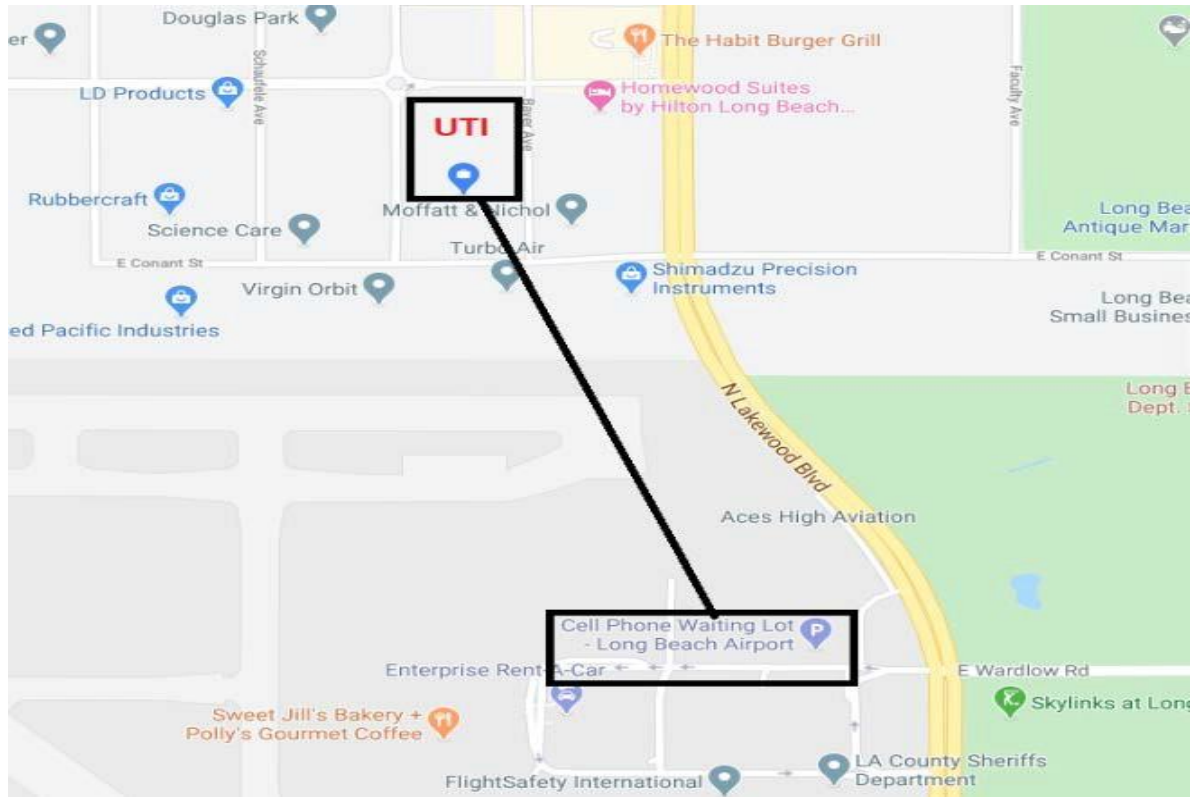 Douglas Park
er
The Habit Burger Grill
Schaufele Ave
Faculty Ave
LD Products
Homewood Suites
by Hilton Long Beach...
UTI
Bayer Ave
Rubbercraft
Moffatt & Nichol
Science Care
Long Bea
Antique Mar
Turbo Air
E Conant St
E Conant St
Virgin Orbit
Shimadzu Precision
Instruments
Long Bea
Small Busines
ed Pacific Industries
N Lakewood Blvd
Long B
Dept.
Aces High Aviation
Cell Phone Waiting Lot
- Long Beach Airport
P
Enterprise Rent-A-Car
E Wardlow Rd
Skylinks at Long
Sweet Jill's Bakery +
Polly's Gourmet Coffee
LA County Sheriffs
Department
FlightSafety International